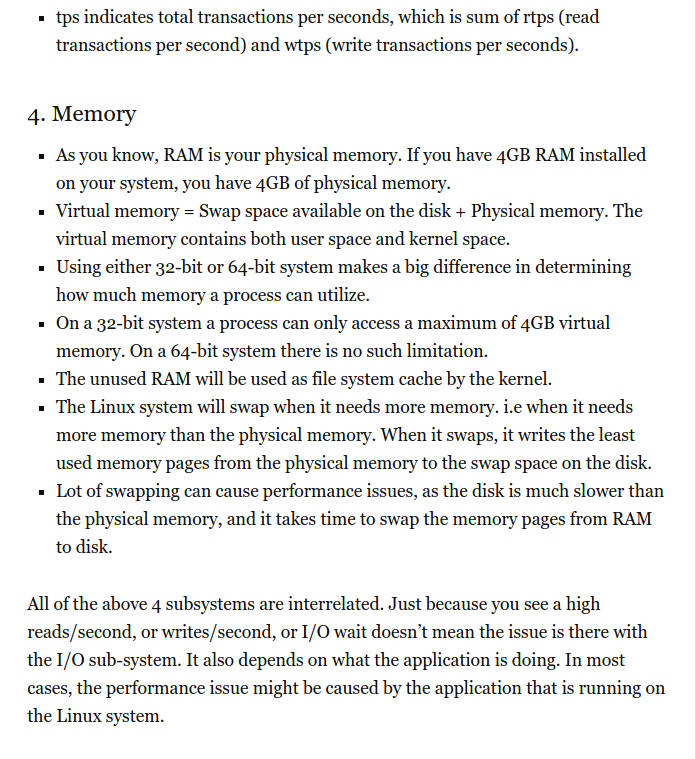 ▪ tps indicates total transactions per seconds, which is sum of rtps (read
transactions per second) and wtps (write transactions per seconds).
4. Memory
▪ As you know, RAM is your physical memory. If you have 4GB RAM installed
on your system, you have 4GB of physical memory.
▪ Virtual memory = Swap space available on the disk + Physical memory. The
virtual memory contains both user space and kernel space.
▪ Using either 32-bit or 64-bit system makes a big difference in determining
how much memory a process can utilize.
▪ On a 32-bit system a process can only access a maximum of 4GB virtual
memory. On a 64-bit system there is no such limitation.
▪ The unused RAM will be used as file system cache by the kernel.
▪ The Linux system will swap when it needs more memory. i.e when it needs
more memory than the physical memory. When it swaps, it writes the least
used memory pages from the physical memory to the swap space on the disk.
▪ Lot of swapping can cause performance issues, as the disk is much slower than
the physical memory, and it takes time to swap the memory pages from RAM
to disk.
All of the above 4 subsystems are interrelated. Just because you see a high
reads/second, or writes/second, or I/O wait doesn’t mean the issue is there with
the I/O sub-system. It also depends on what the application is doing. In most
cases, the performance issue might be caused by the application that is running on
the Linux system.